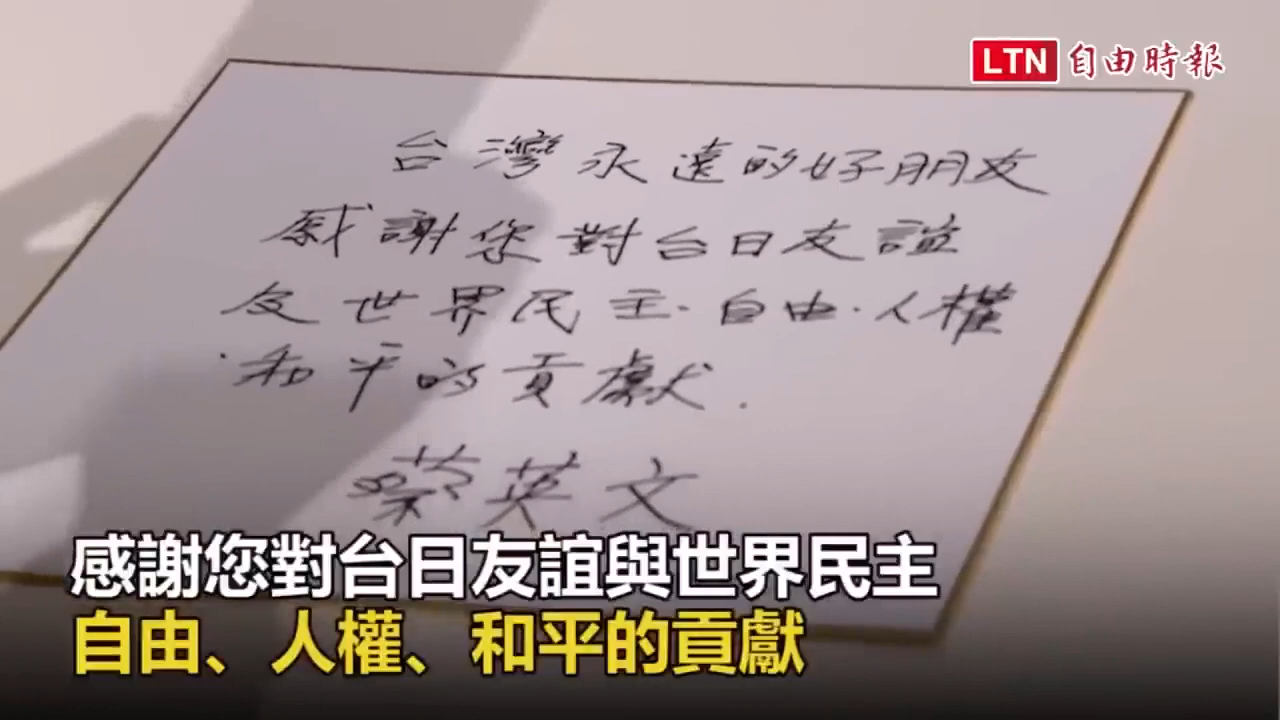 LTN 自由時報
台灣永遠的好朋友
感謝您對台日友誼
及世界民主.自由.人權
和平的貢獻.
蔡英文
感謝您對台日友誼與世界民主
自由、人權、和平的貢獻